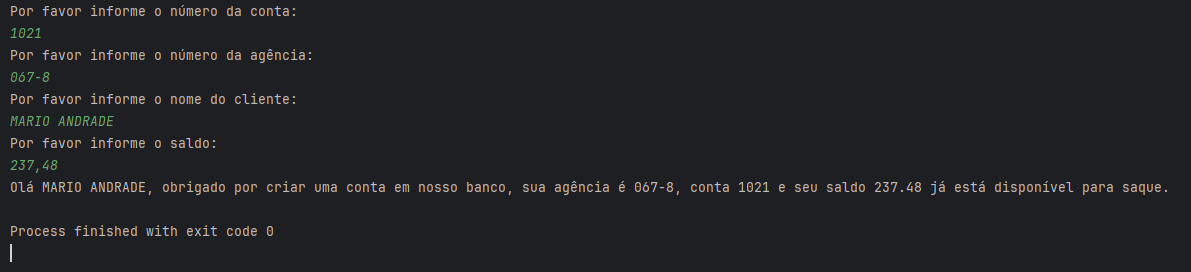 Por favor informe o número da conta:
1021
Por favor informe o número da agência:
067-8
Por favor informe o nome do cliente:
MARIO ANDRADE
Por favor informe o saldo:
237,48
Olá MARIO ANDRADE, obrigado por criar uma conta em nosso banco, sua agência é 067-8, conta 1021 e seu saldo 237.48 já está disponível para saque.
Process finished with exit code 0